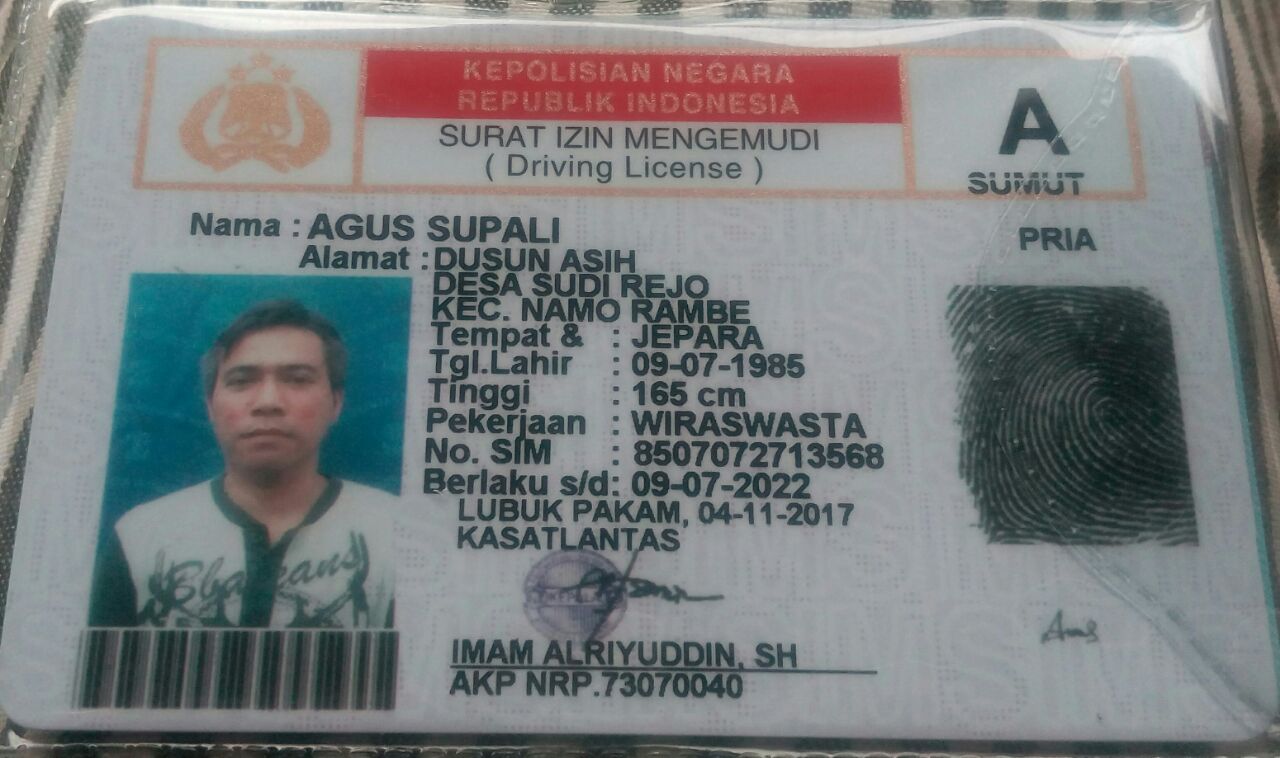 KEPOLISIAN NEGARA
REPUBLIK INDONESIA
SURAT IZIN MENGEMUDI
( Driving License )
A
SUMUT
Nama : AGUS SUPALI
PRIA
Alamat : DUSUN ASIH
DESA SUDI REJO
KEC. NAMO RAMBE
Tempat & : JEPARA
Tgl.Lahir : 09-07-1985
Tinggi : 165 cm
Pekerjaan : WIRASWASTA
No. SIM : 8507072713568
Berlaku s/d: 09-07-2022
LUBUK PAKAM, 04-11-2017
KASATLANTAS
IMAM ALRIYUDDIN, SH
AKP NRP.73070040